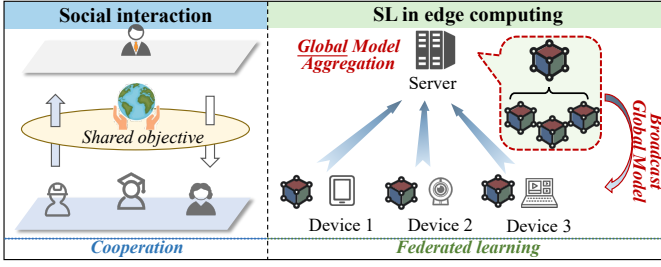 Social interaction
Shared objective
Cooperation
SL in edge computing
Global Model
Aggregation
Server
Broadcast
Global Model
Device 1
Device 2
Device 3
Federated learning